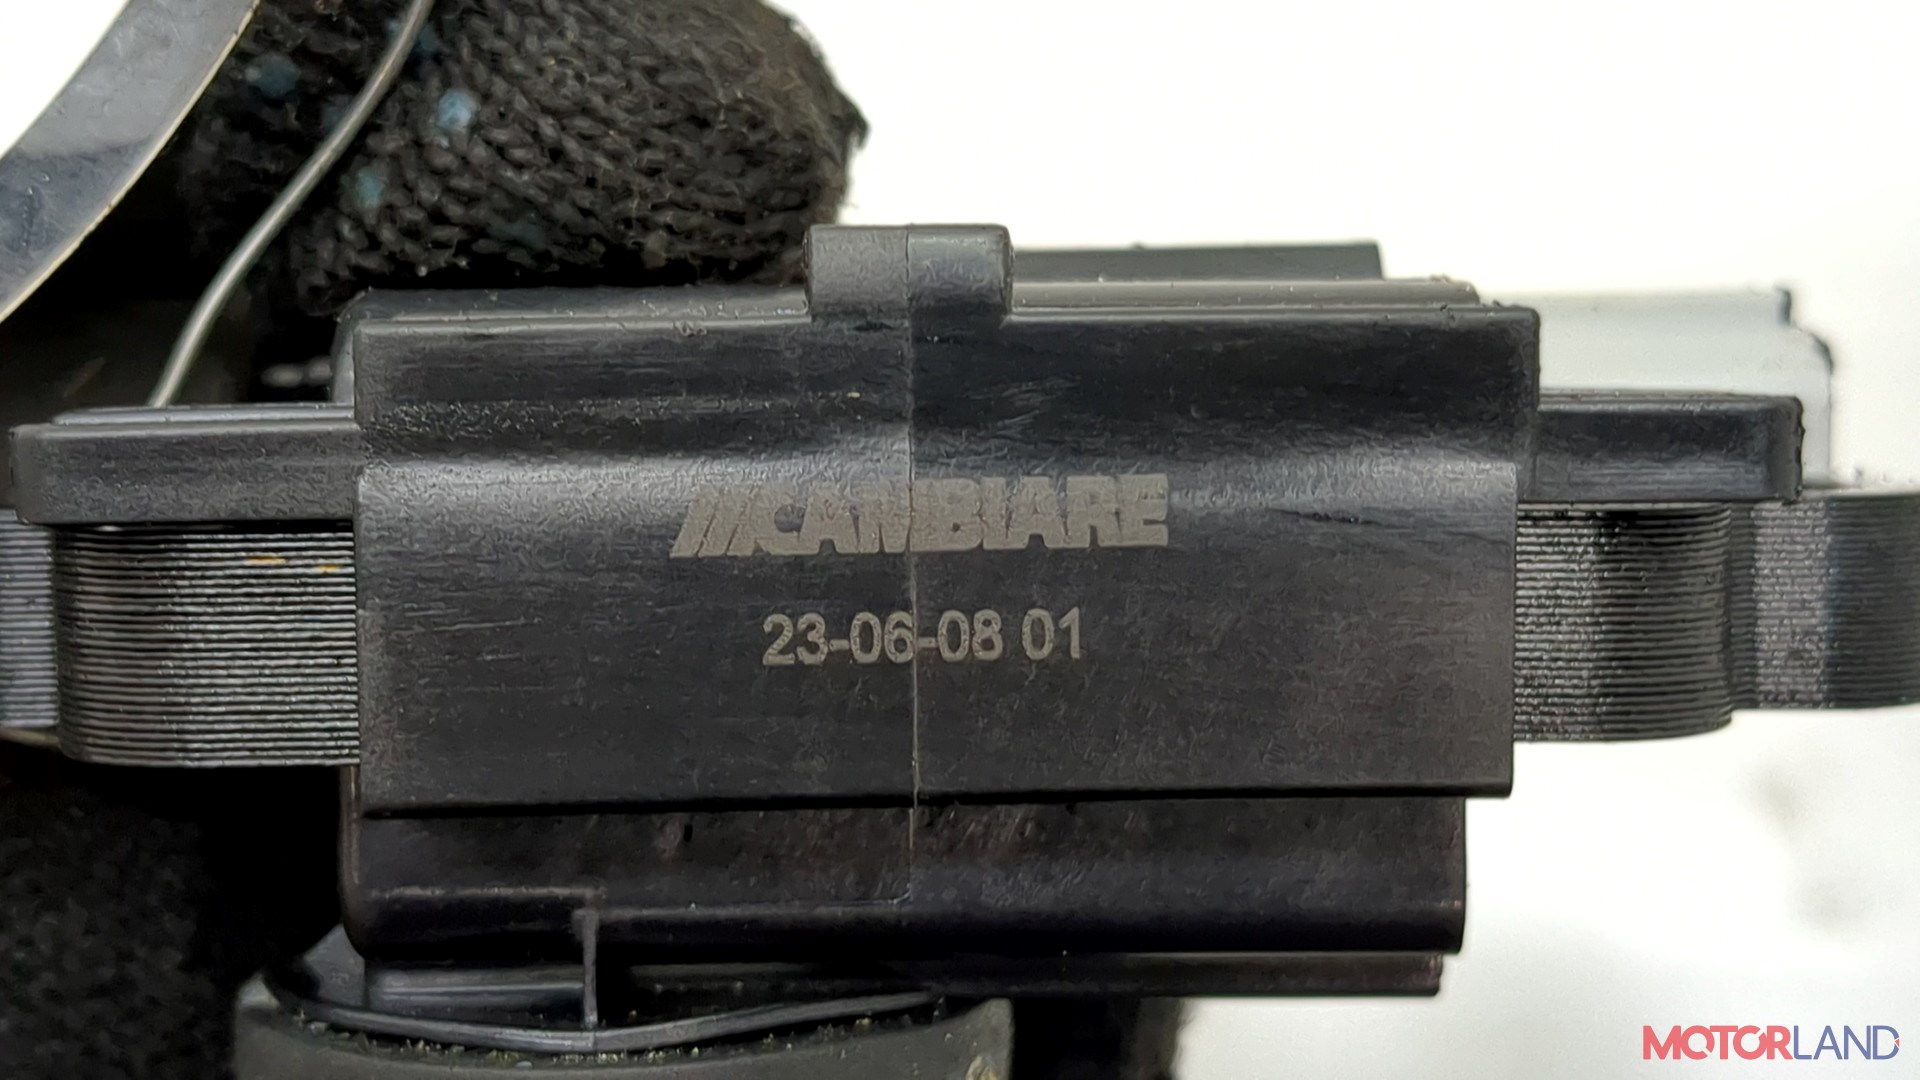 CAMBIARE
23-06-08 01
MOTORLAND